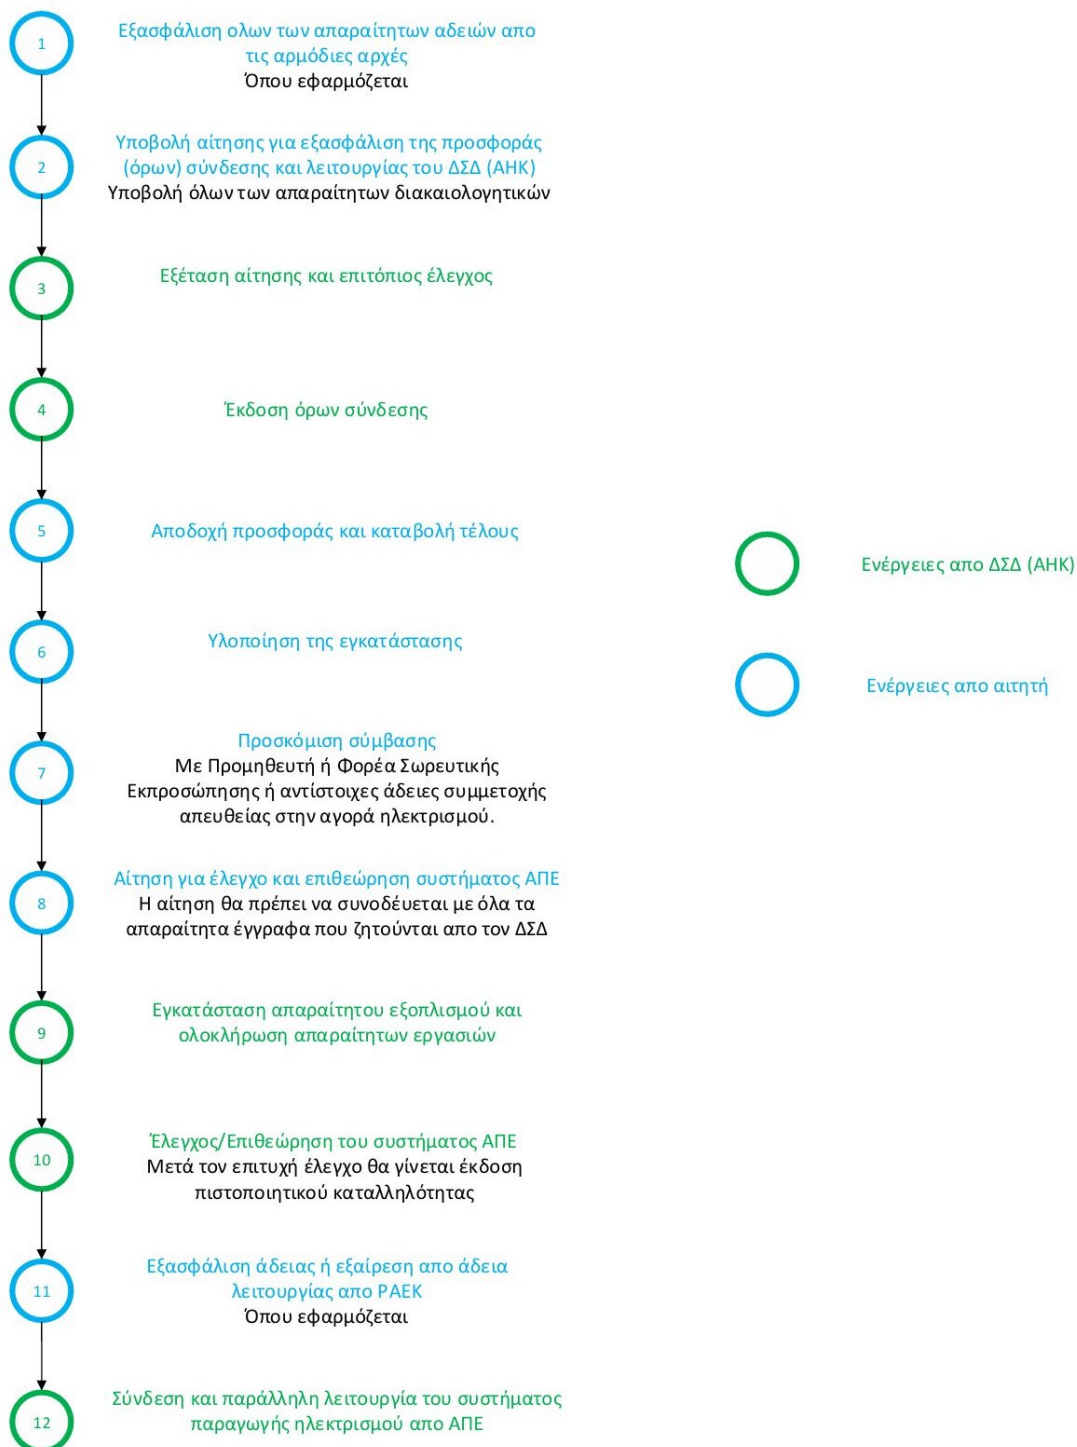 1
Εξασφάλιση ολων των απαραίτητων αδειών απο
τις αρμόδιες αρχές
Όπου εφαρμόζεται
2
Υποβολή αίτησης για εξασφάλιση της προσφοράς
(όρων) σύνδεσης και λειτουργίας του ΔΣΔ (ΑΗΚ)
Υποβολή όλων των απαραίτητων διακαιολογητικών
3
Εξέταση αίτησης και επιτόπιος έλεγχος
4
Έκδοση όρων σύνδεσης
5
Αποδοχή προσφοράς και καταβολή τέλους
Ενέργειες απο ΔΣΔ (ΑΗΚ)
6
Υλοποίηση της εγκατάστασης
Ενέργειες απο αιτητή
7
Προσκόμιση σύμβασης
Με Προμηθευτή ή Φορέα Σωρευτικής
Εκπροσώπησης ή αντίστοιχες άδειες συμμετοχής
απευθείας στην αγορά ηλεκτρισμού.
8
Αίτηση για έλεγχο και επιθεώρηση συστήματος ΑΠΕ
Η αίτηση θα πρέπει να συνοδέυεται με όλα τα
απαραίτητα έγγραφα που ζητούνται απο τον ΔΣΔ
9
Εγκατάσταση απαραίτητου εξοπλισμού και
ολοκλήρωση απαραίτητων εργασιών
10
Έλεγχος/Επιθεώρηση του συστήματος ΑΠΕ
Μετά τον επιτυχή έλεγχο θα γίνεται έκδοση
πιστοποιητικού καταλληλότητας
11
Εξασφάλιση άδειας ή εξαίρεση απο άδεια
λειτουργίας απο ΡΑΕΚ
Όπου εφαρμόζεται
12
Σύνδεση και παράλληλη λειτουργία του συστήματος
παραγωγής ηλεκτρισμού απο ΑΠΕ